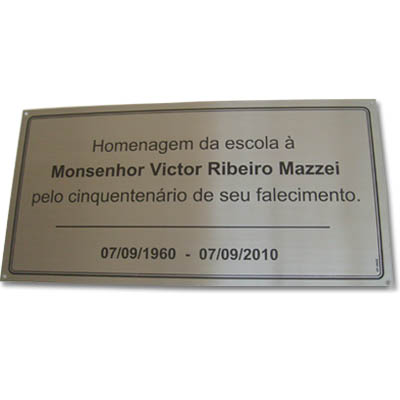 Homenagem da escola à
Monsenhor Victor Ribeiro Mazzei
pelo cinquentenário de seu falecimento.
07/09/1960 - 07/09/2010